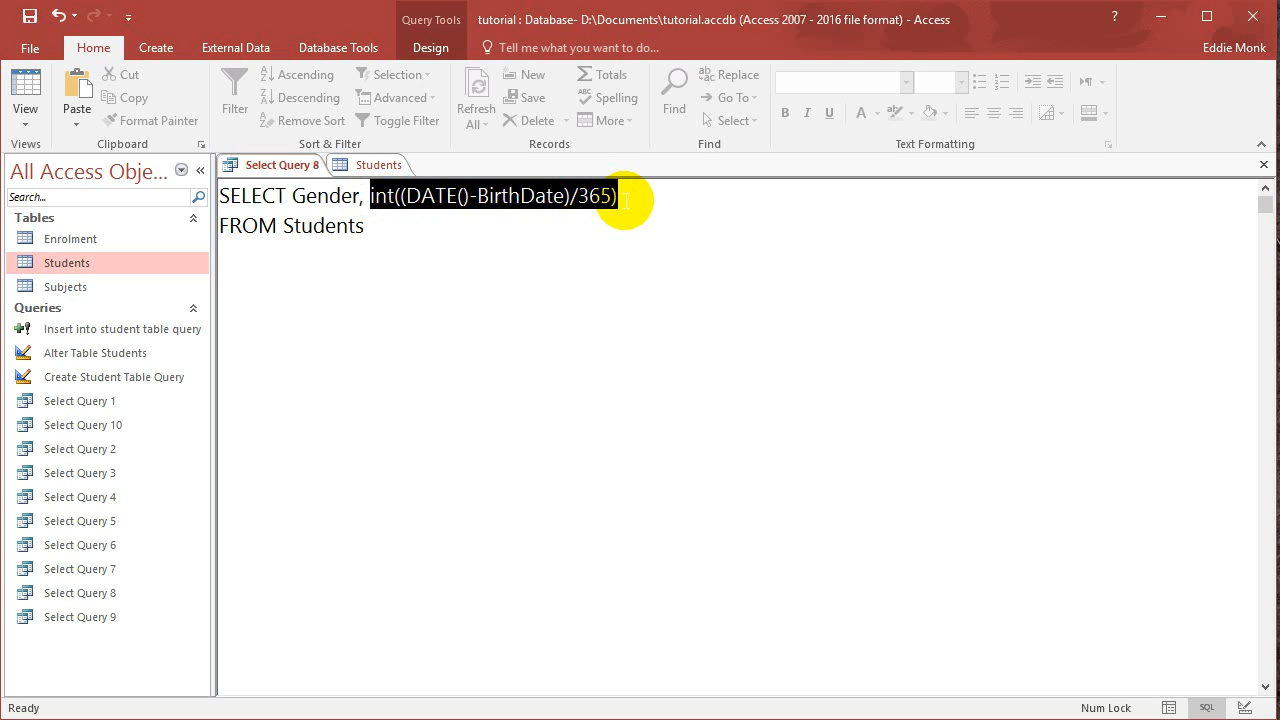 Query Tools
tutorial : Database- D:\Documents\tutorial.accdb (Access 2007 - 2016 file format) - Access
?
File
Home
Create
External Data
Database Tools
Design
Tell me what you want to do...
Eddie Monk
View
Views
Paste
Cut
Copy
Format Painter
Clipboard
Filter
Ascending
Descending
Remove Sort
Selection
Advanced
Toggle Filter
Sort & Filter
Refresh
All
New
Save
Delete
Totals
Spelling
More
Records
Find
Replace
Go To
Select
Find
B I U A
Text Formatting
All Access Obje...
Search...
Tables
Enrolment
Students
Subjects
Queries
Insert into student table query
Alter Table Students
Create Student Table Query
Select Query 1
Select Query 10
Select Query 2
Select Query 3
Select Query 4
Select Query 5
Select Query 6
Select Query 7
Select Query 8
Select Query 9
Select Query 8
Students
SELECT Gender, int((DATE()-BirthDate)/365)
FROM Students
Ready
Num Lock
SQL